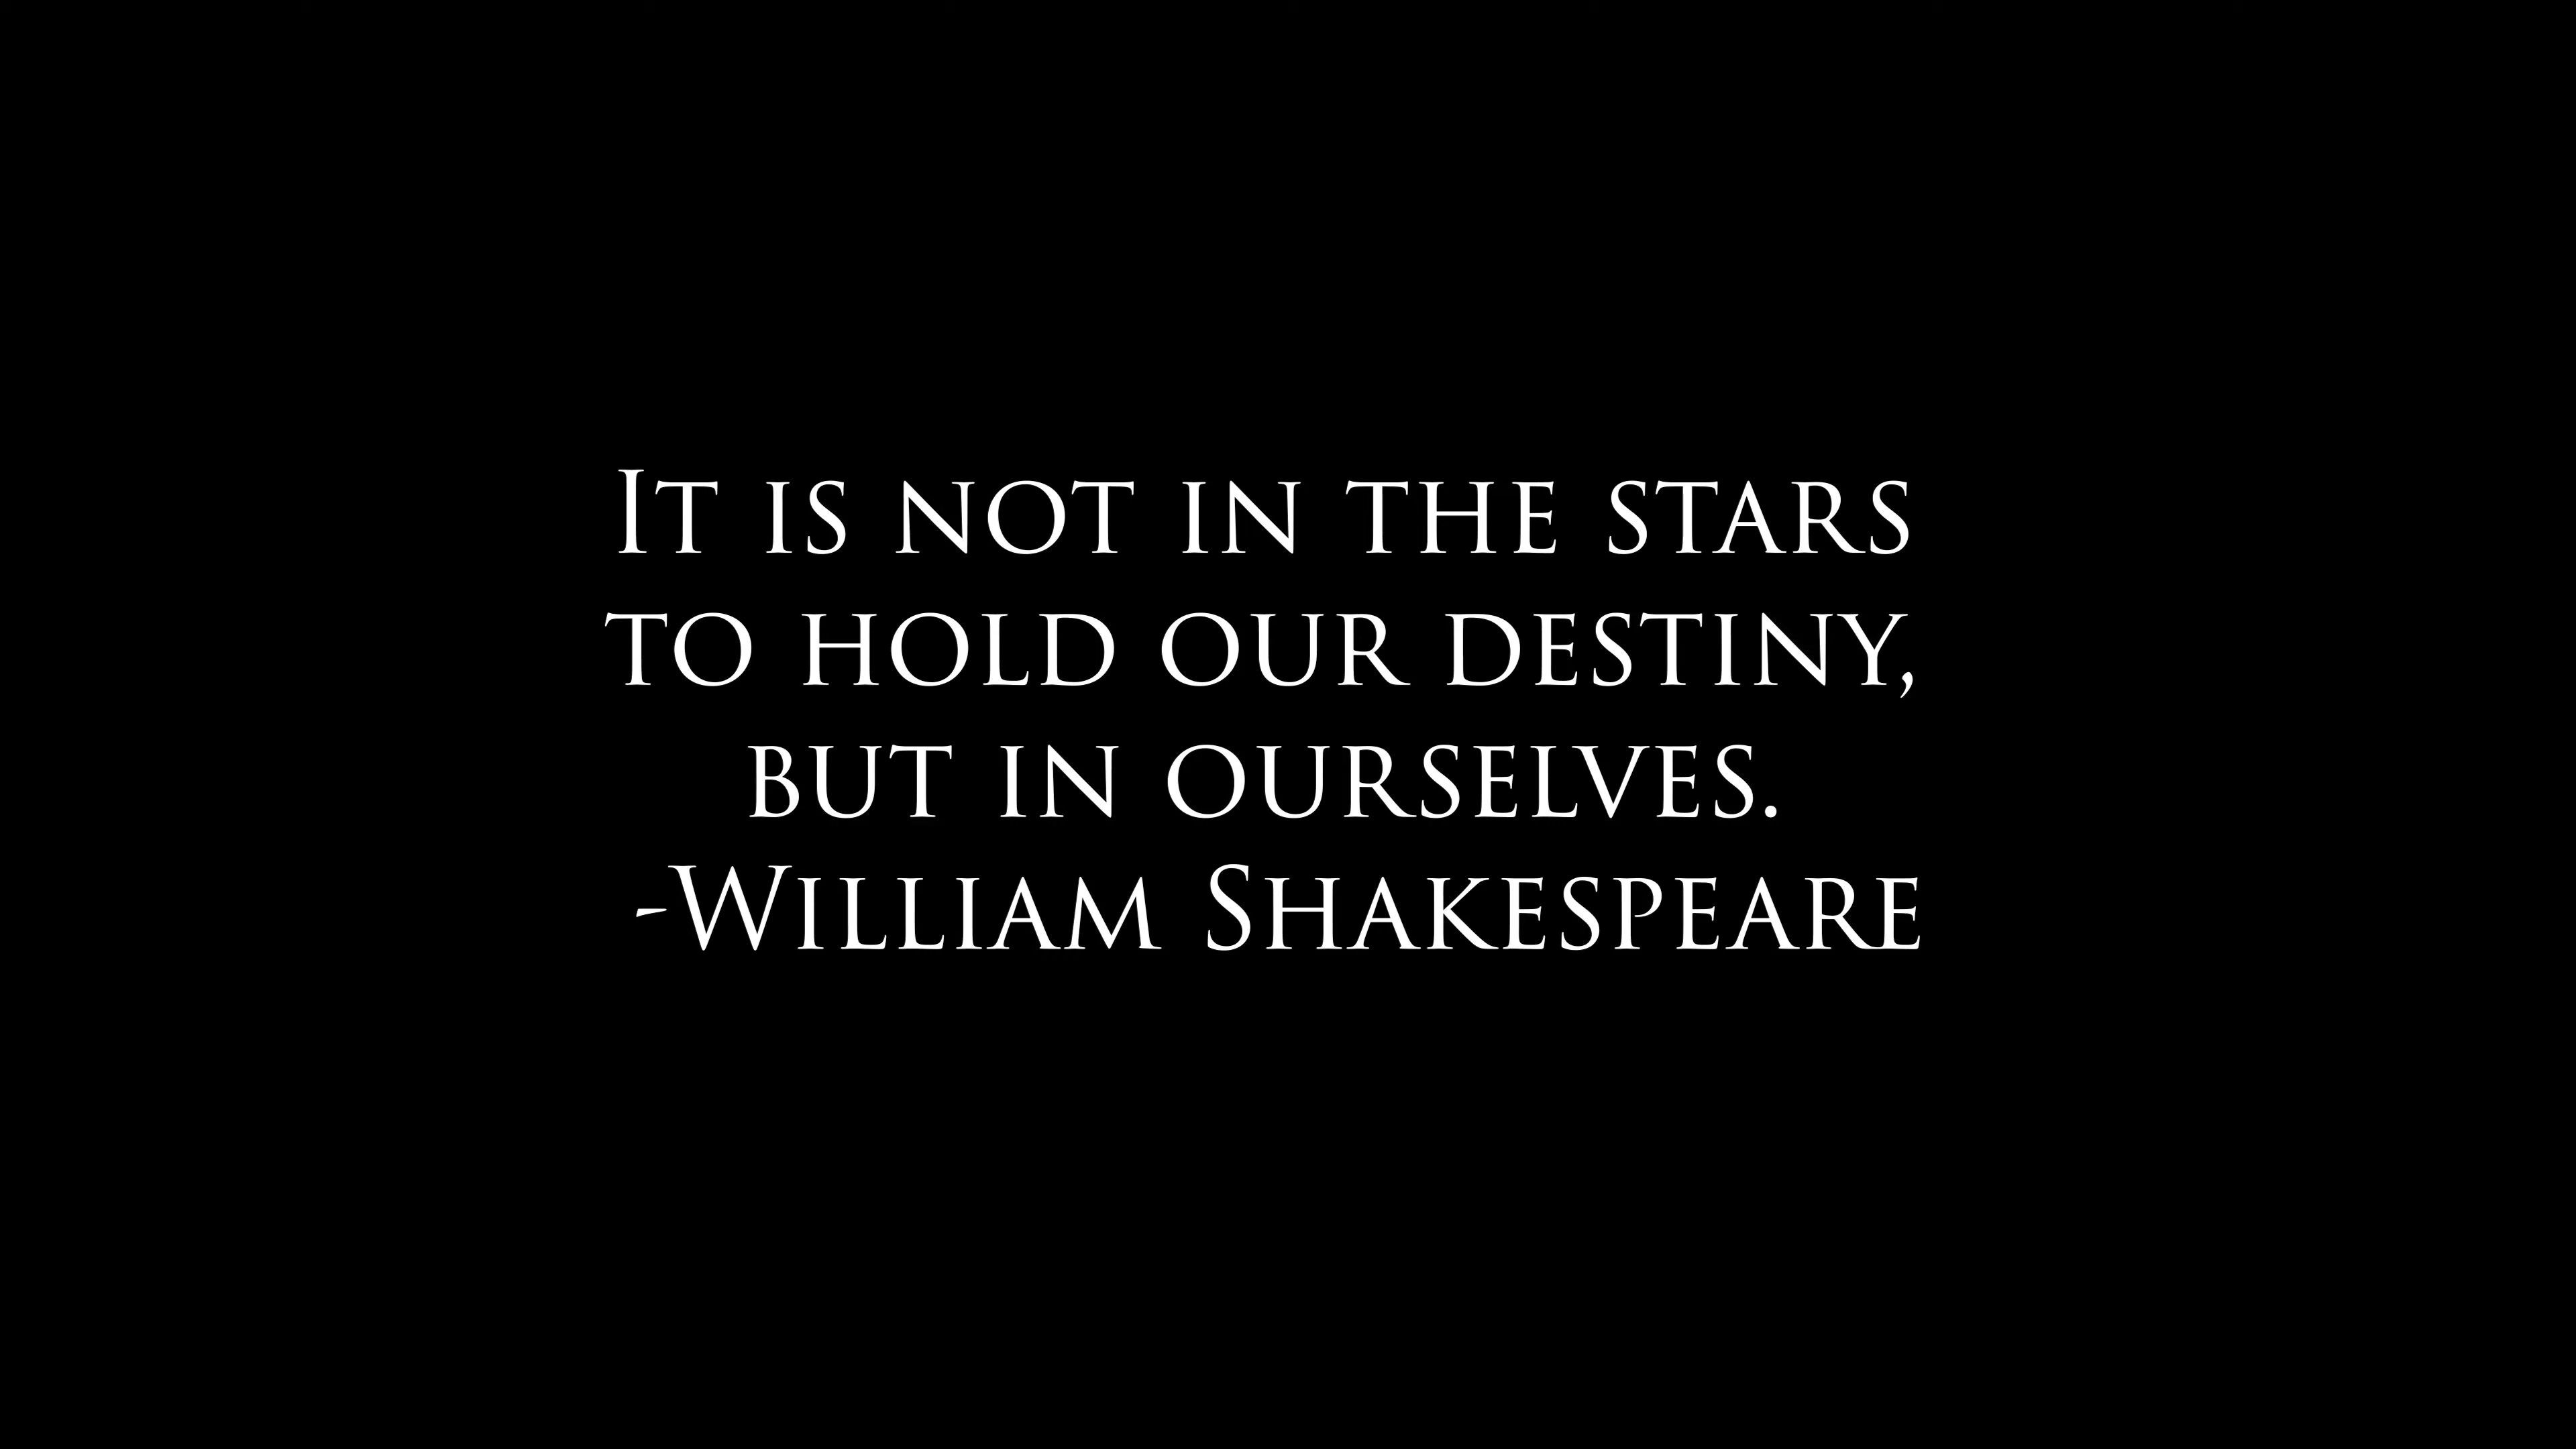 It is not in the stars
to hold our destiny,
but in ourselves.
-William Shakespeare